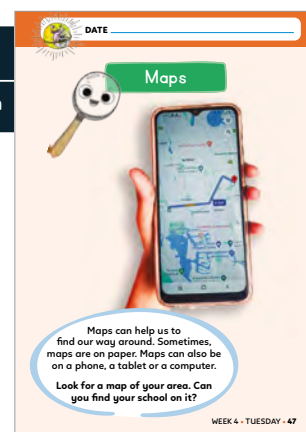 DATE
Maps
Maps can help us to
find our way around. Sometimes,
maps are on paper. Maps can also be
on a phone, a tablet or a computer.
Look for a map of your area. Can
you find your school on it?
WEEK 4 • TUESDAY • 47